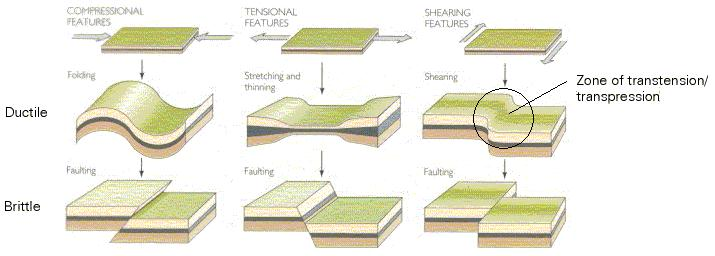 COMPRESSIONAL
FEATURES
TENSIONAL
FEATURES
SHEARING
FEATURES
Folding
Stretching and
thinning
Shearing
Zone of transtension/
transpression
Ductile
Faulting
Faulting
Faulting
Brittle